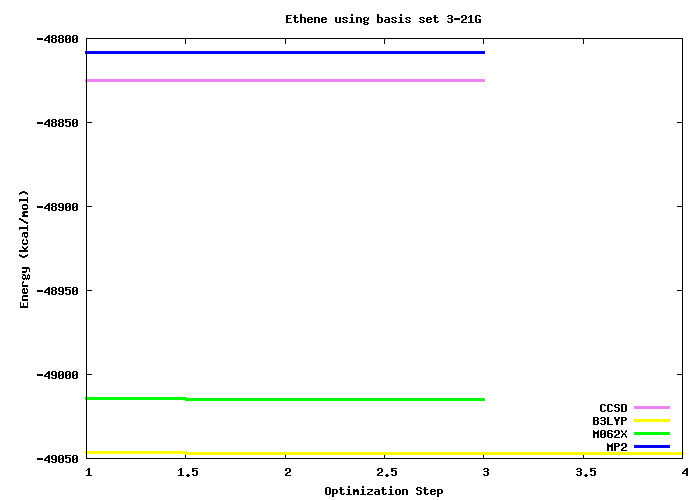 Ethene using basis set 3-21G
-48800
-48850
-48900
-48950
-49000
-49050
Energy (kcal/mol)
1
1.5
2
2.5
3
3.5
4
Optimization Step
CCSD
B3LYP
M062X
MP2